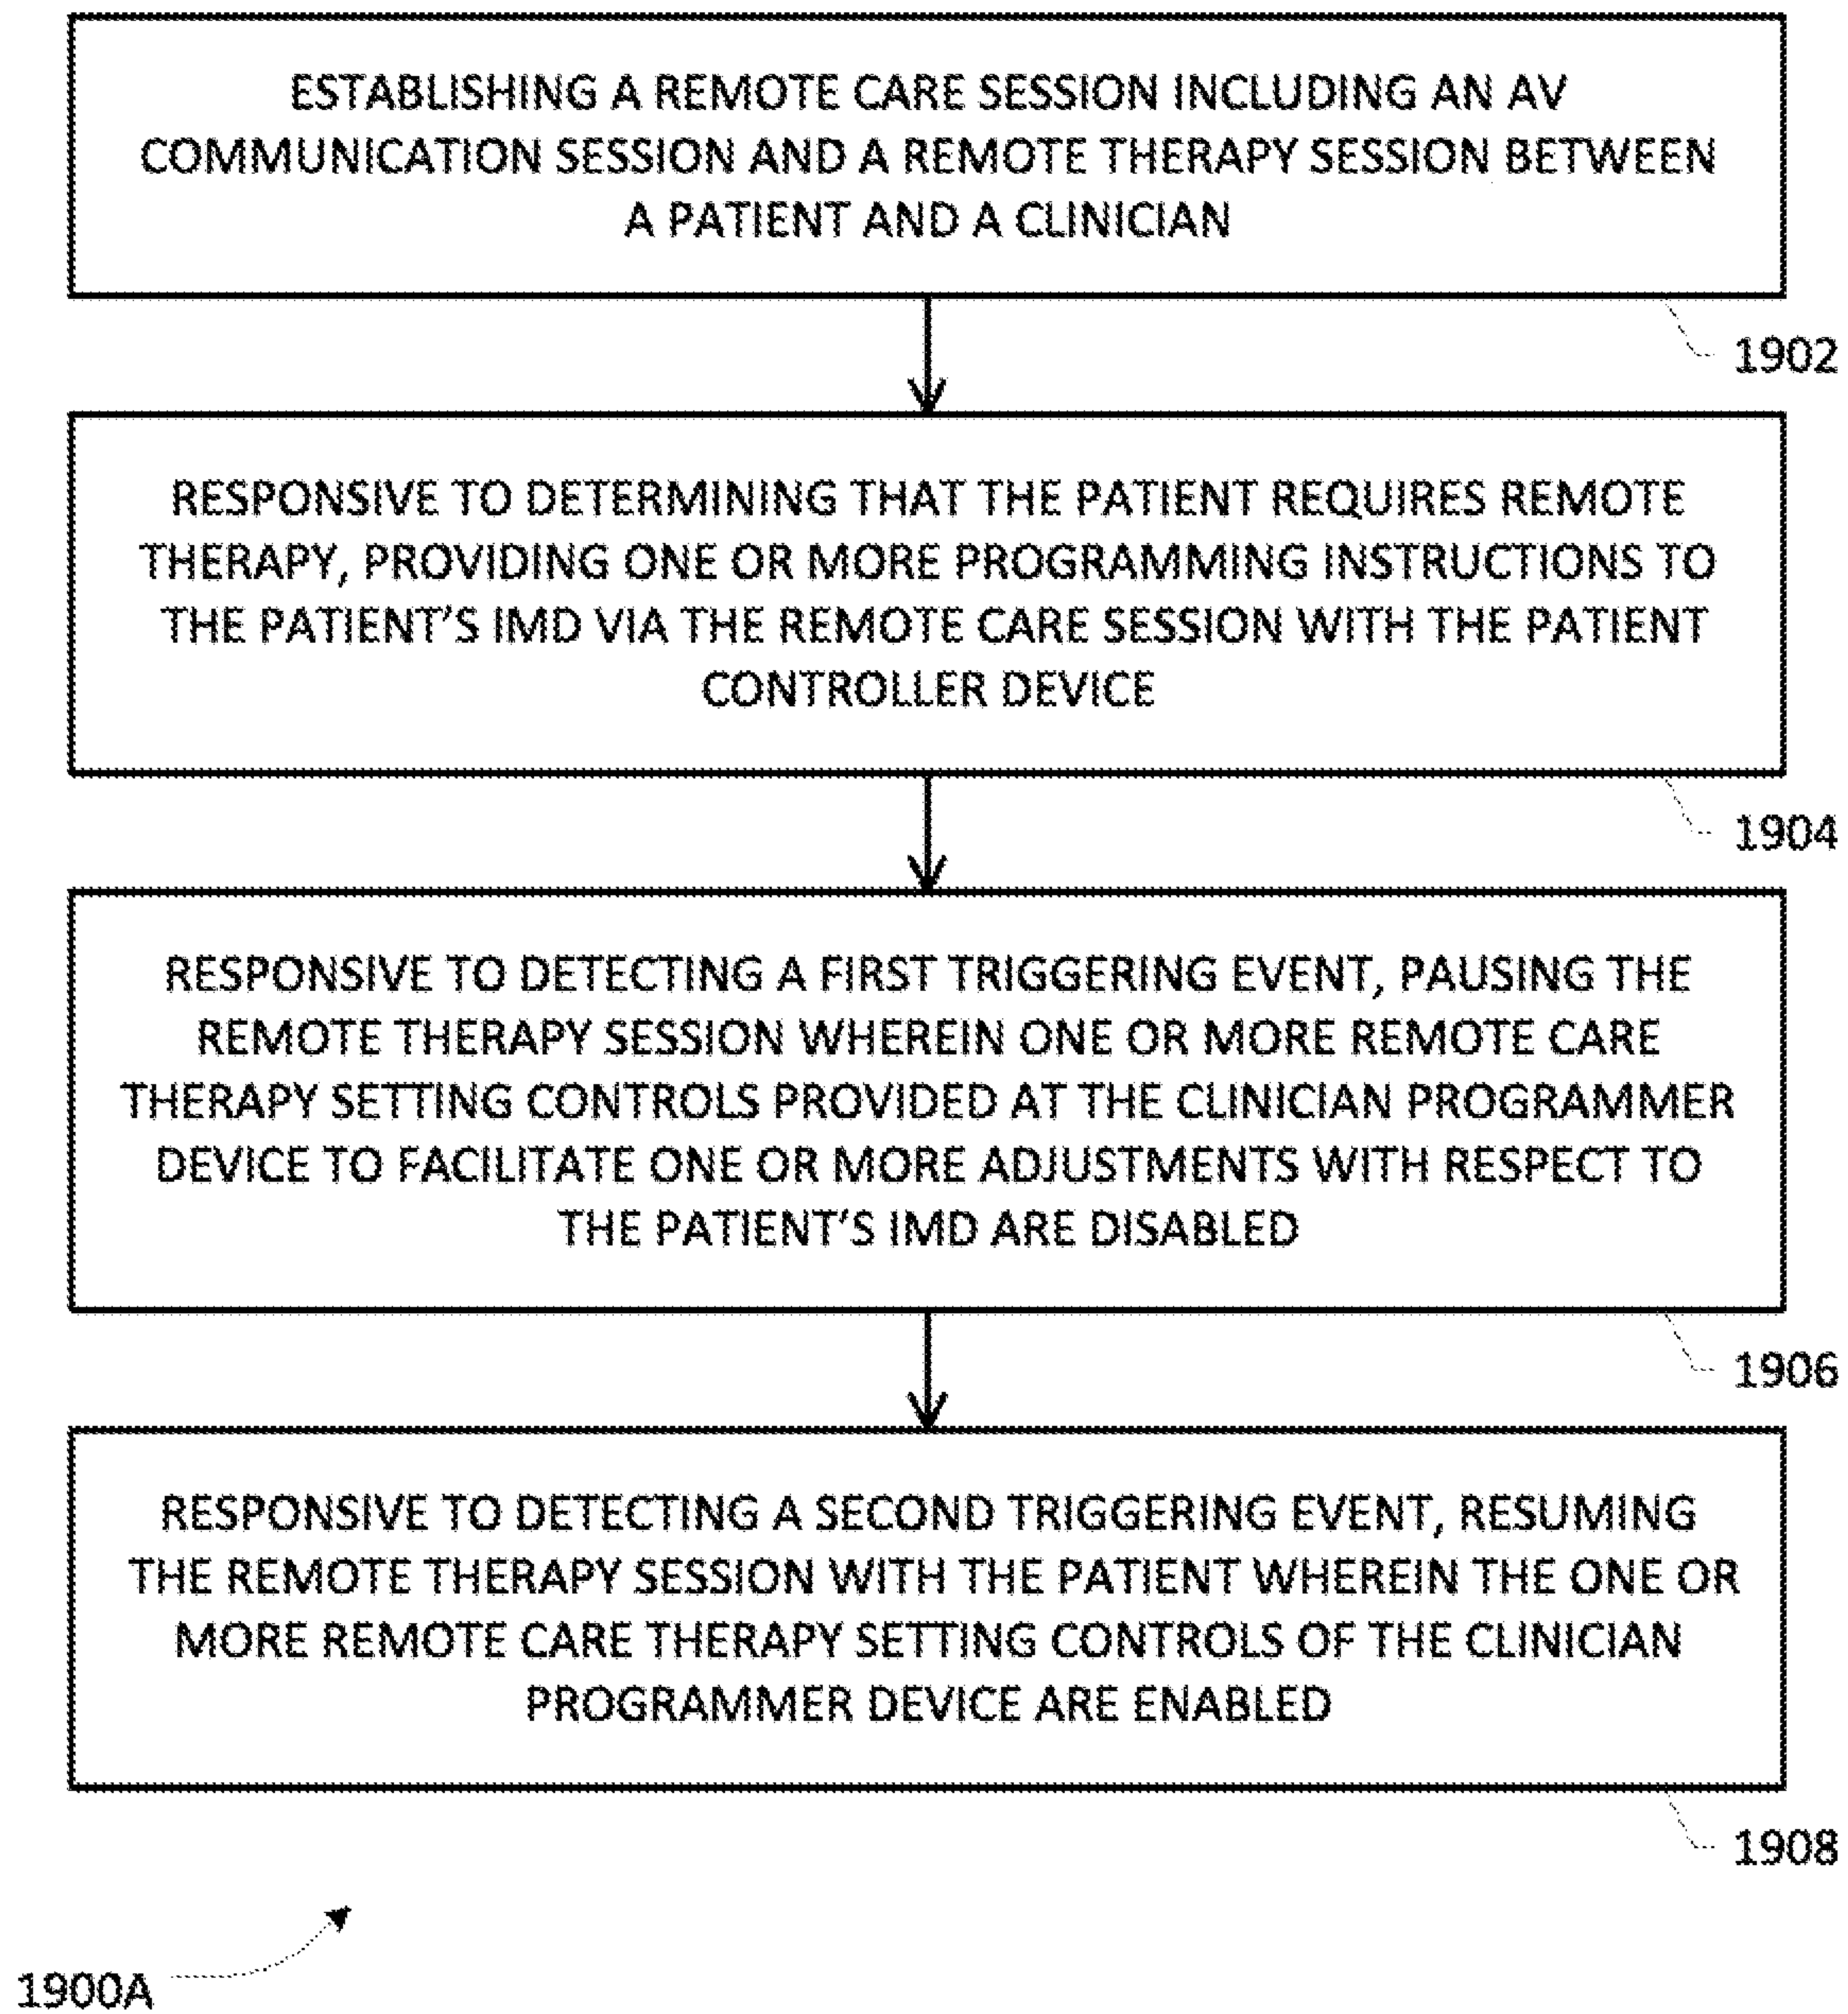 ESTABLISHING A REMOTE CARE SESSION INCLUDING AN AV
COMMUNICATION SESSION AND A REMOTE THERAPY SESSION BETWEEN
A PATIENT AND A CLINICIAN
1902
RESPONSIVE TO DETERMINING THAT THE PATIENT REQUIRES REMOTE
THERAPY, PROVIDING ONE OR MORE PROGRAMMING INSTRUCTIONS TO
THE PATIENT'S IMD VIA THE REMOTE CARE SESSION WITH THE PATIENT
CONTROLLER DEVICE
1904
RESPONSIVE TO DETECTING A FIRST TRIGGERING EVENT, PAUSING THE
REMOTE THERAPY SESSION WHEREIN ONE OR MORE REMOTE CARE
THERAPY SETTING CONTROLS PROVIDED AT THE CLINICIAN PROGRAMMER
DEVICE TO FACILITATE ONE OR MORE ADJUSTMENTS WITH RESPECT TO
THE PATIENT'S IMD ARE DISABLED
1906
RESPONSIVE TO DETECTING A SECOND TRIGGERING EVENT, RESUMING
THE REMOTE THERAPY SESSION WITH THE PATIENT WHEREIN THE ONE OR
MORE REMOTE CARE THERAPY SETTING CONTROLS OF THE CLINICIAN
PROGRAMMER DEVICE ARE ENABLED
1908
1900A